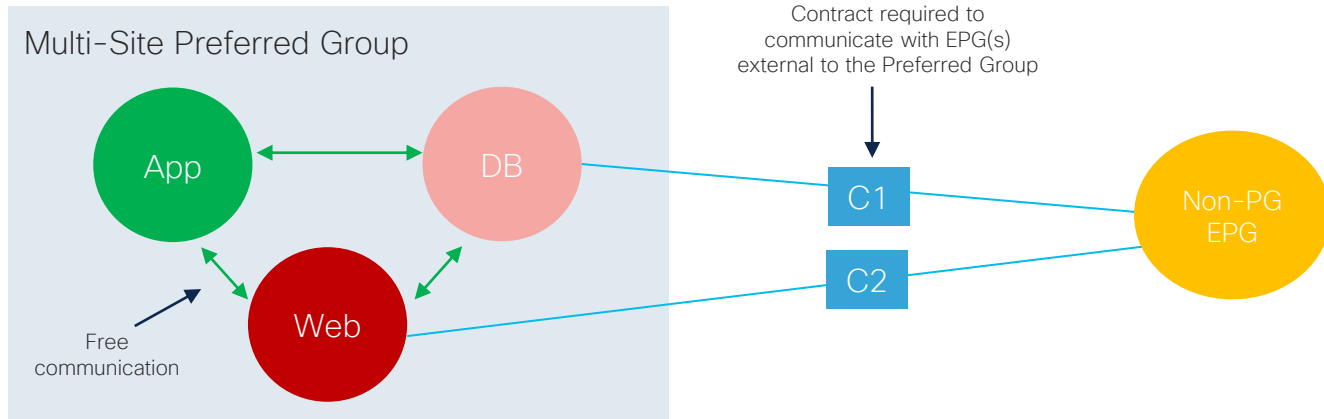 Multi-Site Preferred Group
App
DB
Web
Free
communication
Contract required to
communicate with EPG(s)
external to the Preferred Group
C1
C2
Non-PG
EPG